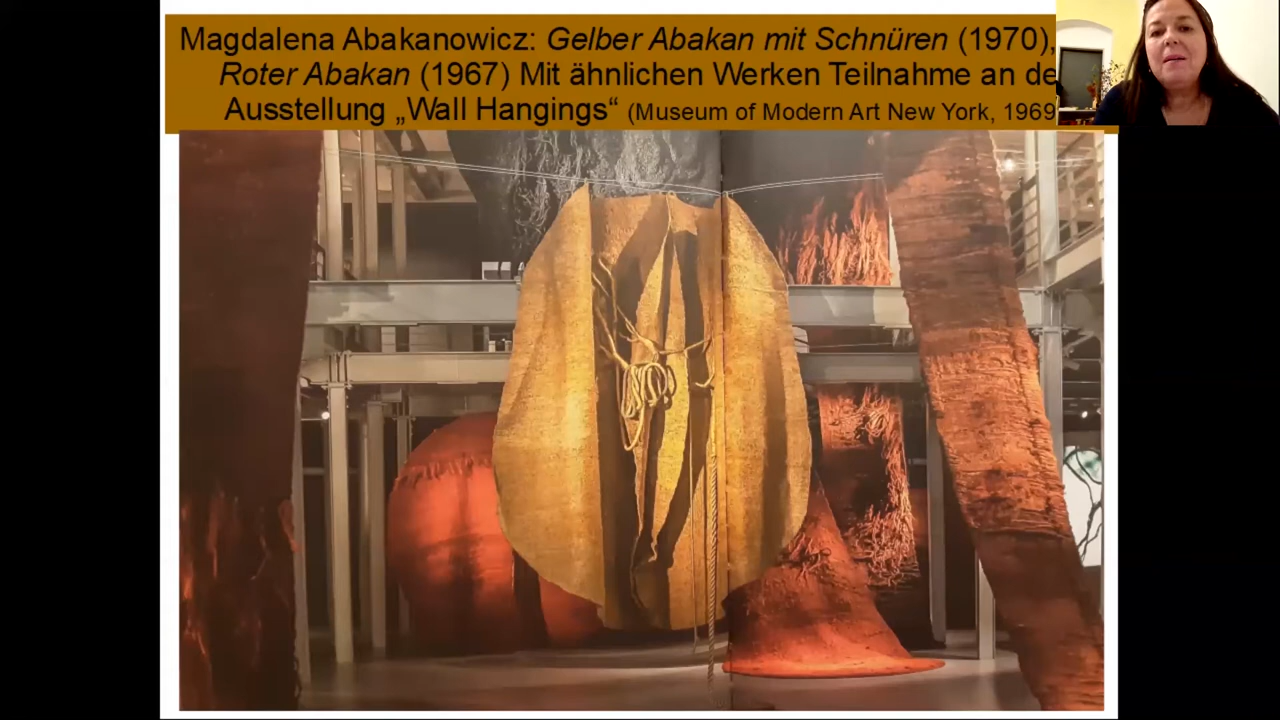 Magdalena Abakanowicz: Gelber Abakan mit Schnüren (1970),
Roter Abakan (1967) Mit ähnlichen Werken Teilnahme an de
Ausstellung „Wall Hangings“ (Museum of Modern Art New York, 1969